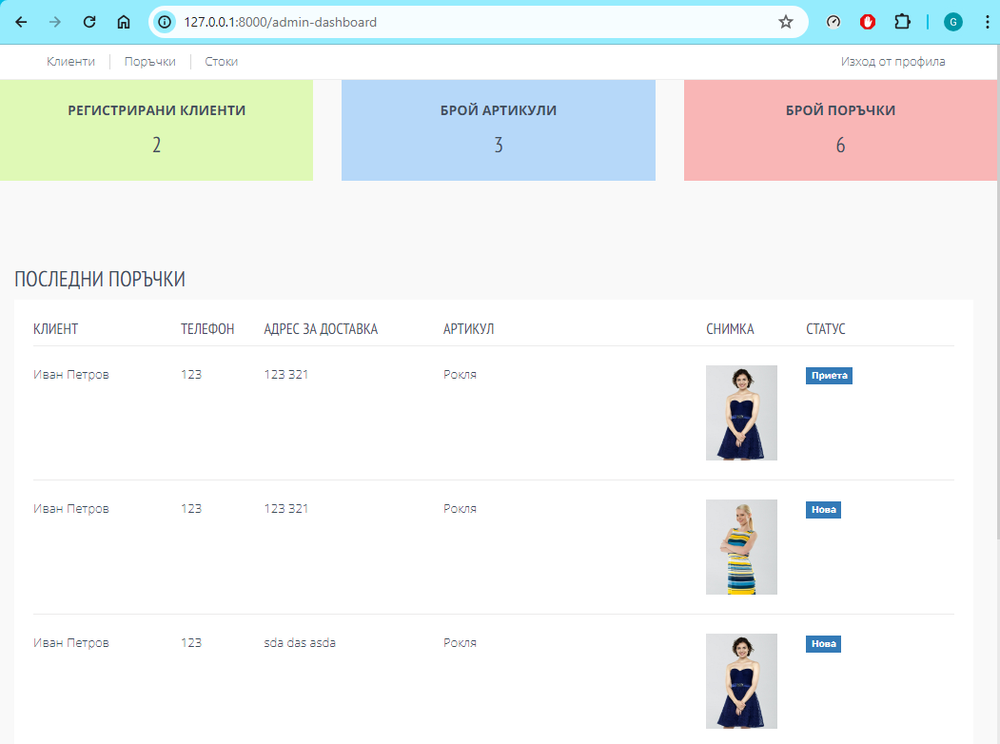 127.0.0.1:8000/admin-dashboard
G
Клиенти Поръчки Стоки Изход от профила
РЕГИСТРИРАНИ КЛИЕНТИ
2
БРОЙ АРТИКУЛИ
3
БРОЙ ПОРЪЧКИ
6
ПОСЛЕДНИ ПОРЪЧКИ
КЛИЕНТ ТЕЛЕФОН АДРЕС ЗА ДОСТАВКА АРТИКУЛ СНИМКА СТАТУС
Иван Петров 123 123 321 Рокля Приета
Иван Петров 123 123 321 Рокля Нова
Иван Петров 123 sda das asda Рокля Нова